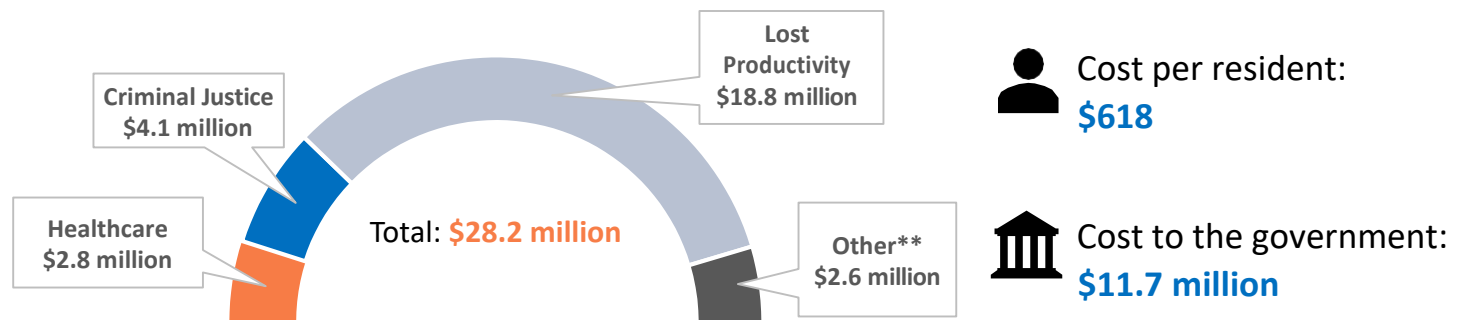 Lost
Productivity
$18.8 million
Criminal Justice
$4.1 million
Healthcare
$2.8 million
Total: $28.2 million
Other**
$2.6 million
Cost per resident:
$618
Cost to the government:
$11.7 million